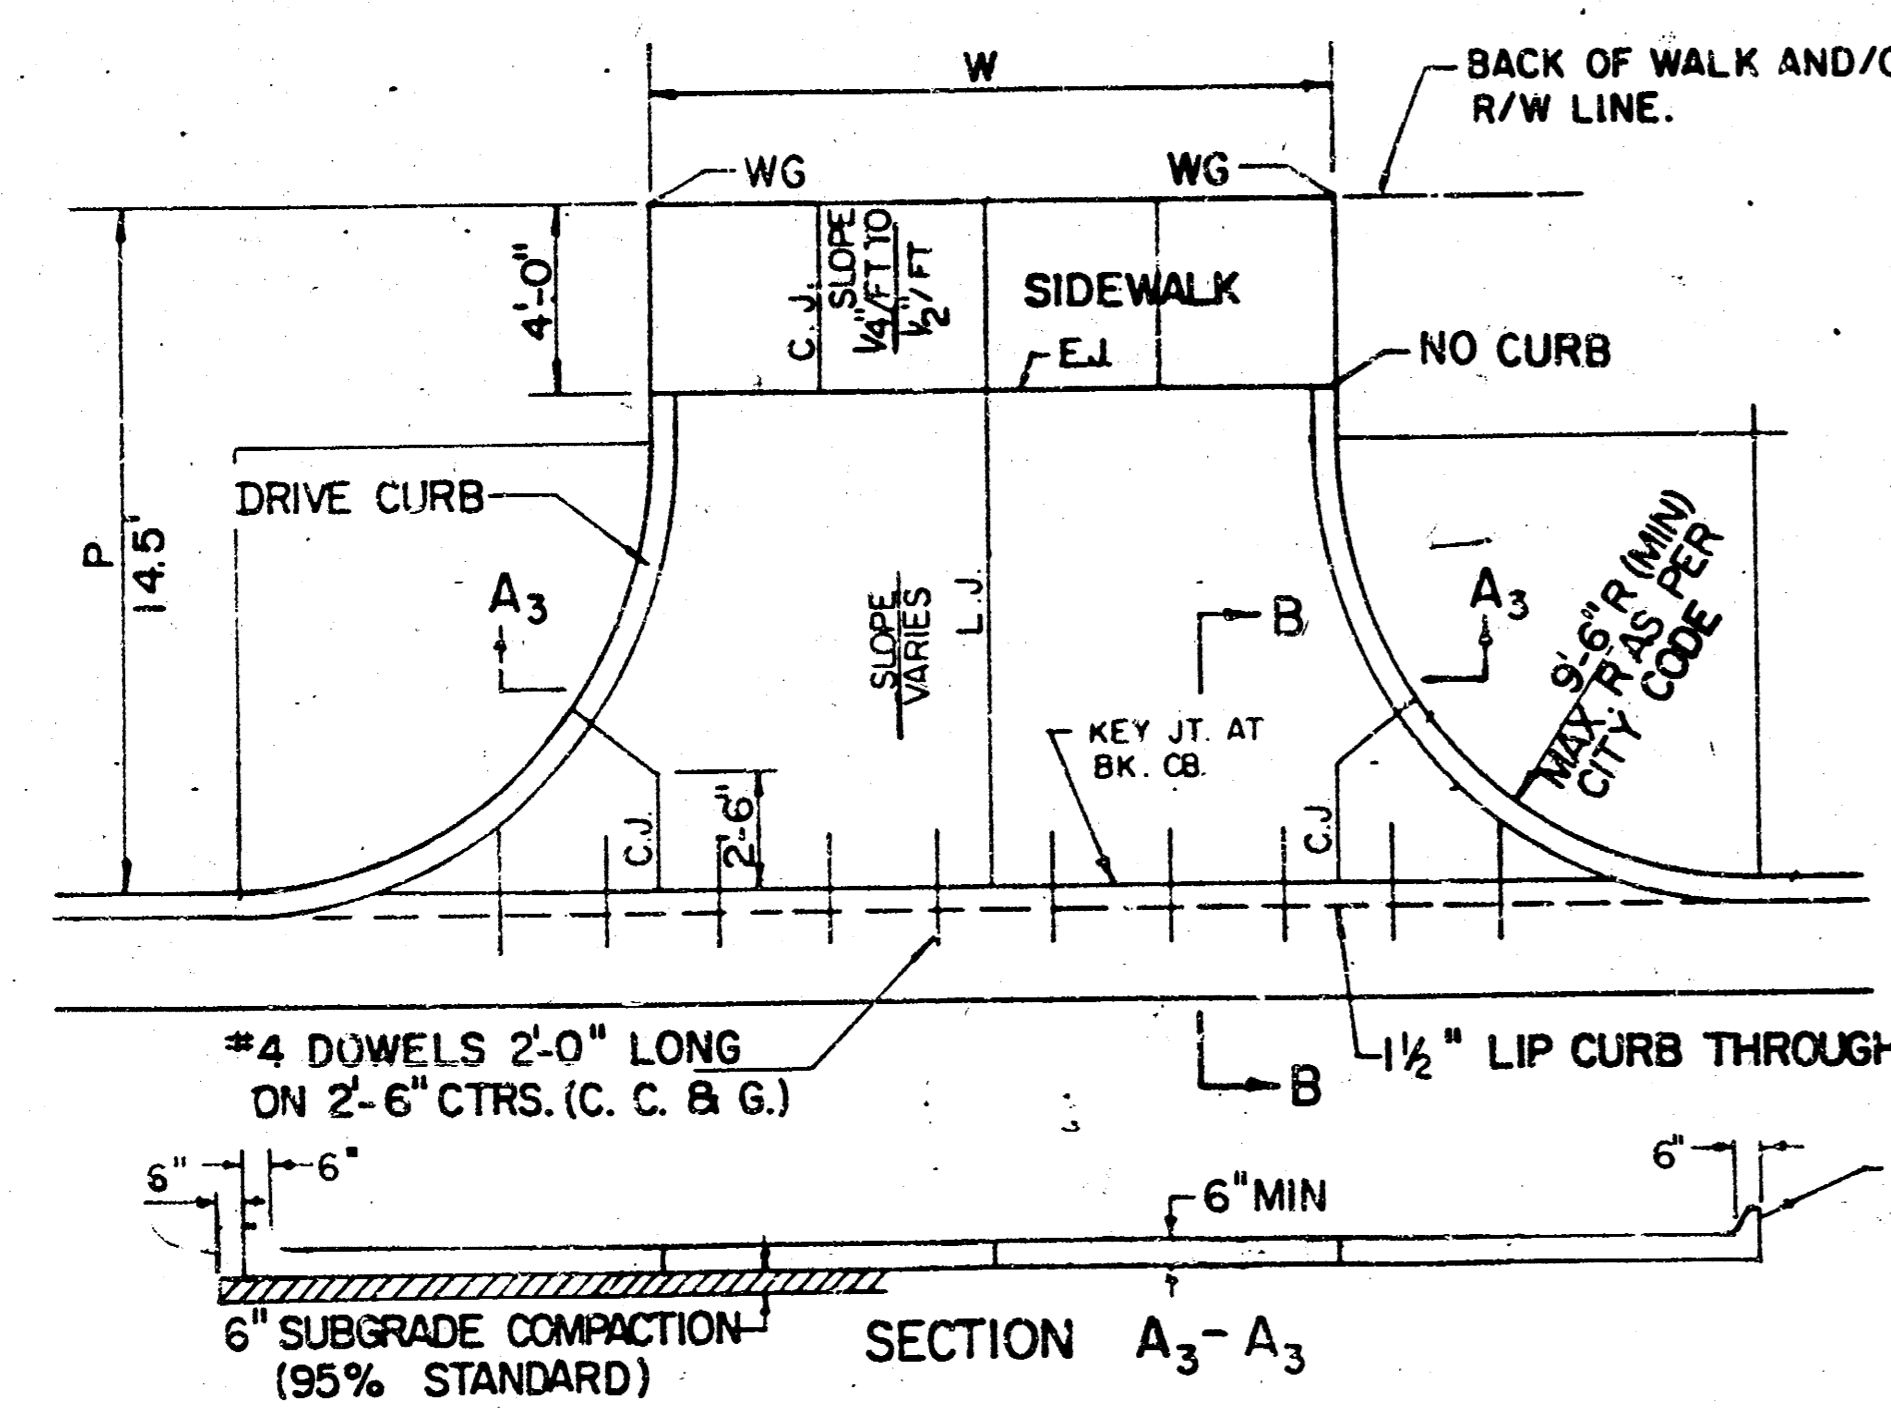 W
BACK OF WALK AND/O
R/W LINE.
WG
WG
4'-0"
C. J.
SLOPE
1/4"/FT TO
1/2"/FT
SIDEWALK
E.J.
NO CURB
DRIVE CURB
P
14.5'
A3
SLOPE
VARIES
L. J.
B
A3
9'-6" R (MIN)
MAX. R AS PER
CITY CODE
KEY JT. AT
BK. CB.
C.J.
2'-6"
C.J
#4 DOWELS 2'-0" LONG
ON 2'-6" CTRS. (C. C. & G.)
B
1 1/2" LIP CURB THROUGH
6"
6"
6" MIN
6"
6" SUBGRADE COMPACTION
(95% STANDARD)
SECTION A3-A3